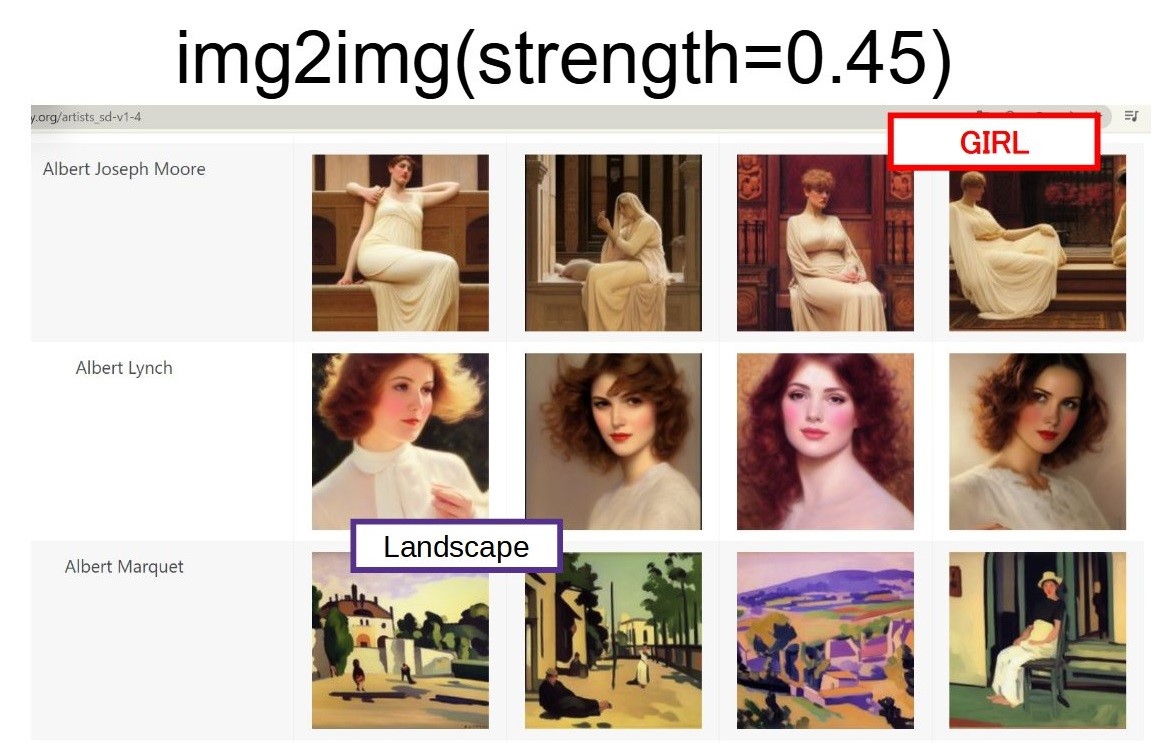 img2img(strength=0.45)
y.org/artists_sd-v1-4
GIRL
Albert Joseph Moore
Albert Lynch
Landscape
Albert Marquet